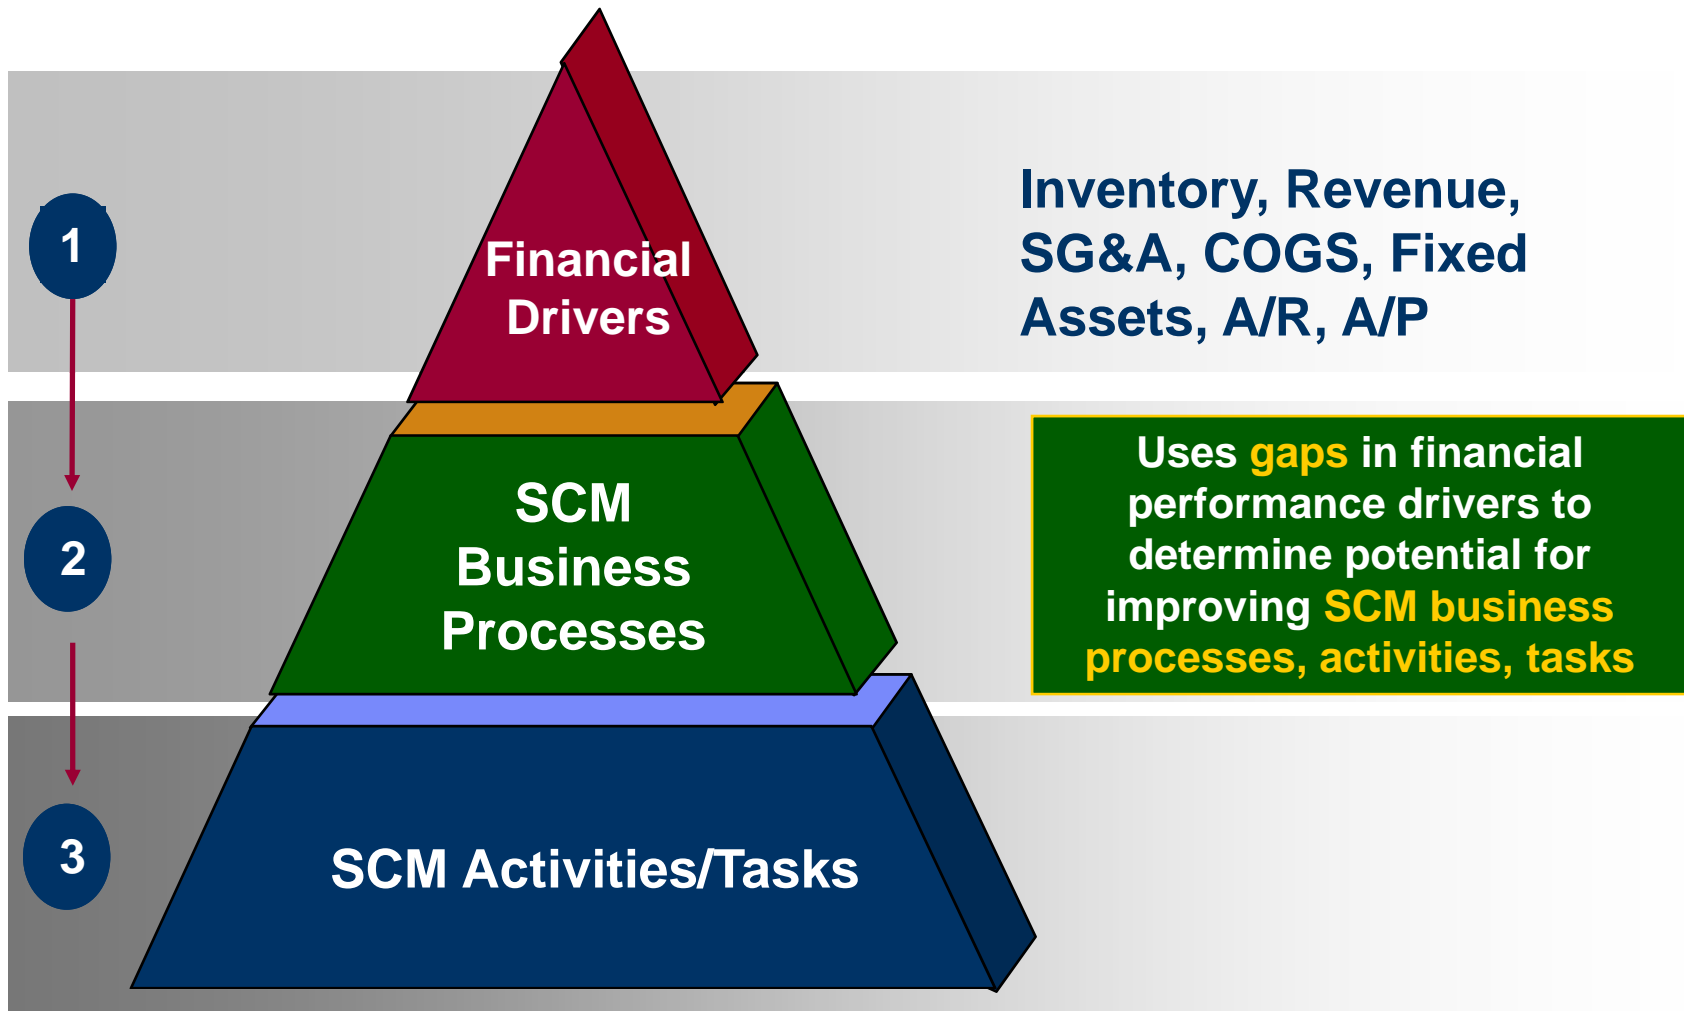 1
Financial
Drivers
Inventory, Revenue,
SG&A, COGS, Fixed
Assets, A/R, A/P
2
SCM
Business
Processes
Uses gaps in financial
performance drivers to
determine potential for
improving SCM business
processes, activities, tasks
3
SCM Activities/Tasks